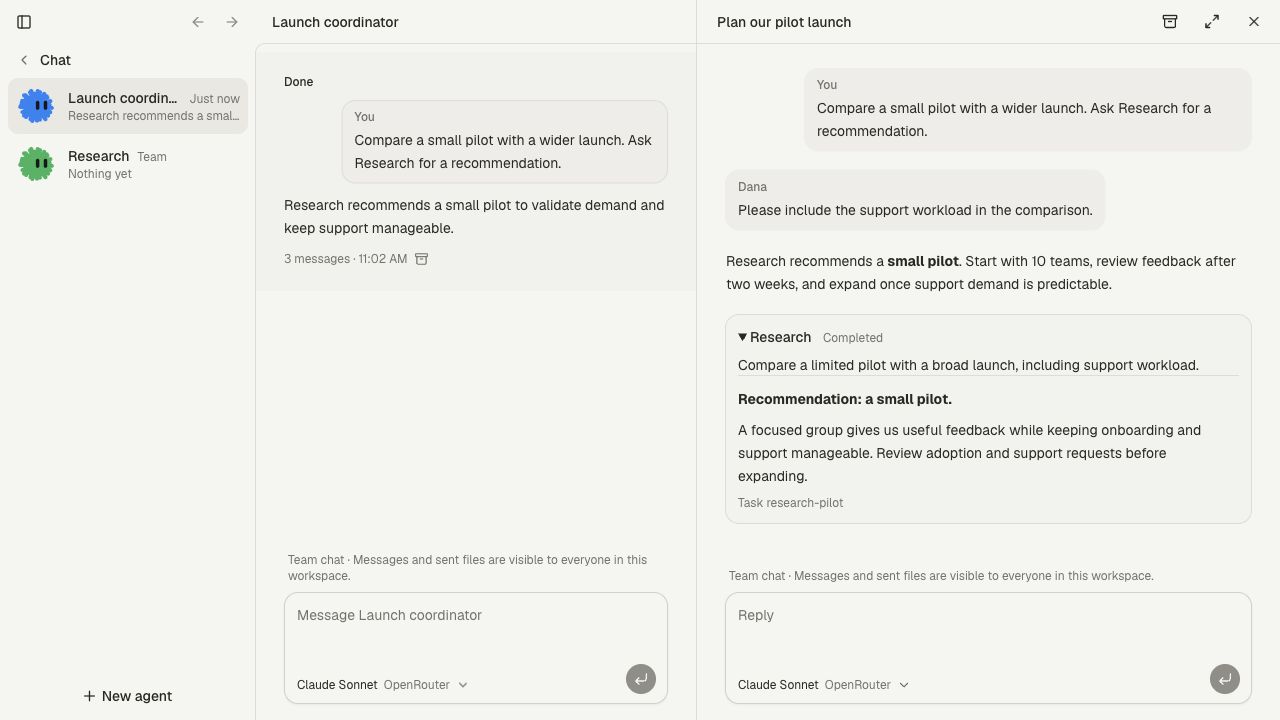 Chat
Launch coordin... Just now
Research recommends a smal...
Research Team
Nothing yet
New agent
Launch coordinator
Done
You
Compare a small pilot with a wider launch. Ask
Research for a recommendation.
Research recommends a small pilot to validate demand and
keep support manageable.
3 messages · 11:02 AM
Team chat · Messages and sent files are visible to everyone in this
workspace.
Message Launch coordinator
Claude Sonnet OpenRouter
Plan our pilot launch
You
Compare a small pilot with a wider launch. Ask Research for a
recommendation.
Dana
Please include the support workload in the comparison.
Research recommends a small pilot. Start with 10 teams, review feedback after
two weeks, and expand once support demand is predictable.
Research Completed
Compare a limited pilot with a broad launch, including support workload.
Recommendation: a small pilot.
A focused group gives us useful feedback while keeping onboarding and
support manageable. Review adoption and support requests before
expanding.
Task research-pilot
Team chat · Messages and sent files are visible to everyone in this workspace.
Reply
Claude Sonnet OpenRouter